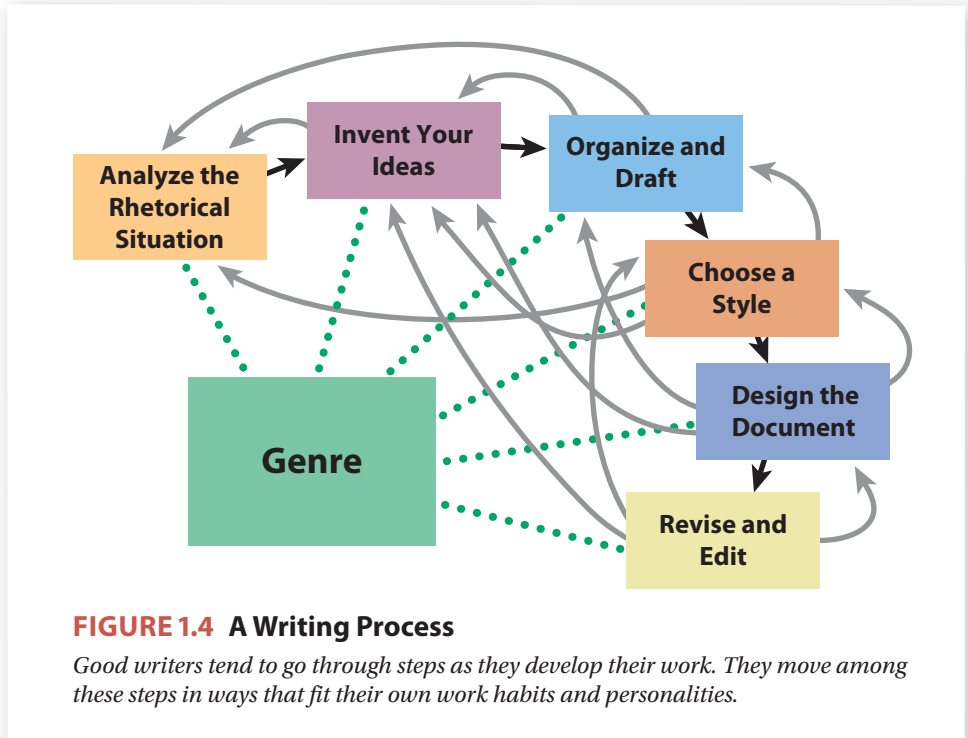 Analyze the
Rhetorical
Situation
Invent Your
Ideas
Organize and
Draft
Choose a
Style
Design the
Document
Revise and
Edit
Genre
FIGURE 1.4 A Writing Process
Good writers tend to go through steps as they develop their work. They move among
these steps in ways that fit their own work habits and personalities.